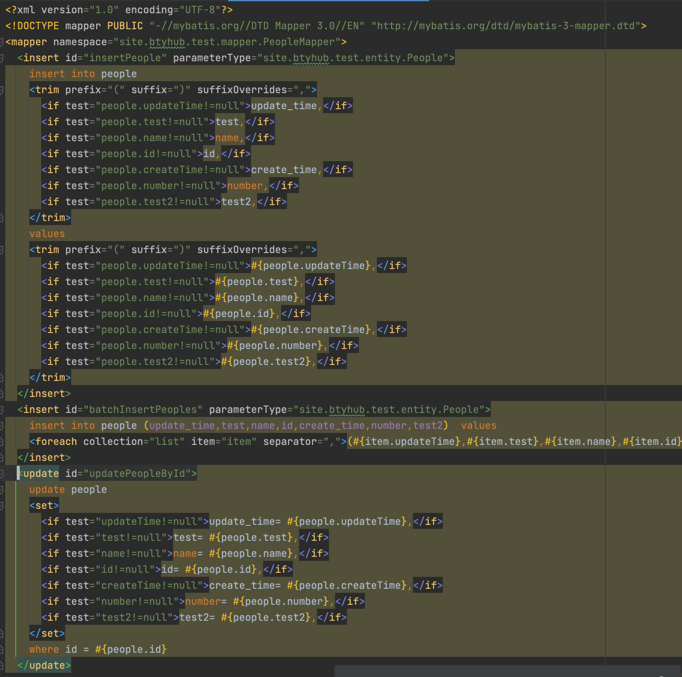 <?xml version="1.0" encoding="UTF-8"?>
<!DOCTYPE mapper PUBLIC "-//mybatis.org//DTD Mapper 3.0//EN" "http://mybatis.org/dtd/mybatis-3-mapper.dtd">
<mapper namespace="site.btyhub.test.mapper.PeopleMapper">
<insert id="insertPeople" parameterType="site.btyhub.test.entity.People">
insert into people
<trim prefix="(" suffix=")" suffixOverrides=",">
<if test="people.updateTime!=null">update_time,</if>
<if test="people.test!=null">test,</if>
<if test="people.name!=null">name,</if>
<if test="people.id!=null">id,</if>
<if test="people.createTime!=null">create_time,</if>
<if test="people.number!=null">number,</if>
<if test="people.test2!=null">test2,</if>
</trim>
values
<trim prefix="(" suffix=")" suffixOverrides=",">
<if test="people.updateTime!=null">#{people.updateTime},</if>
<if test="people.test!=null">#{people.test},</if>
<if test="people.name!=null">#{people.name},</if>
<if test="people.id!=null">#{people.id},</if>
<if test="people.createTime!=null">#{people.createTime},</if>
<if test="people.number!=null">#{people.number},</if>
<if test="people.test2!=null">#{people.test2},</if>
</trim>
</insert>
<insert id="batchInsertPeoples" parameterType="site.btyhub.test.entity.People">
insert into people (update_time,test,name,id,create_time,number,test2)  values
<foreach collection="list" item="item" separator=",">(#{item.updateTime},#{item.test},#{item.name},#{item.id}
</insert>
<update id="updatePeopleById">
update people
<set>
<if test="updateTime!=null">update_time= #{people.updateTime},</if>
<if test="test!=null">test= #{people.test},</if>
<if test="name!=null">name= #{people.name},</if>
<if test="id!=null">id= #{people.id},</if>
<if test="createTime!=null">create_time= #{people.createTime},</if>
<if test="number!=null">number= #{people.number},</if>
<if test="test2!=null">test2= #{people.test2},</if>
</set>
where id = #{people.id}
</update>